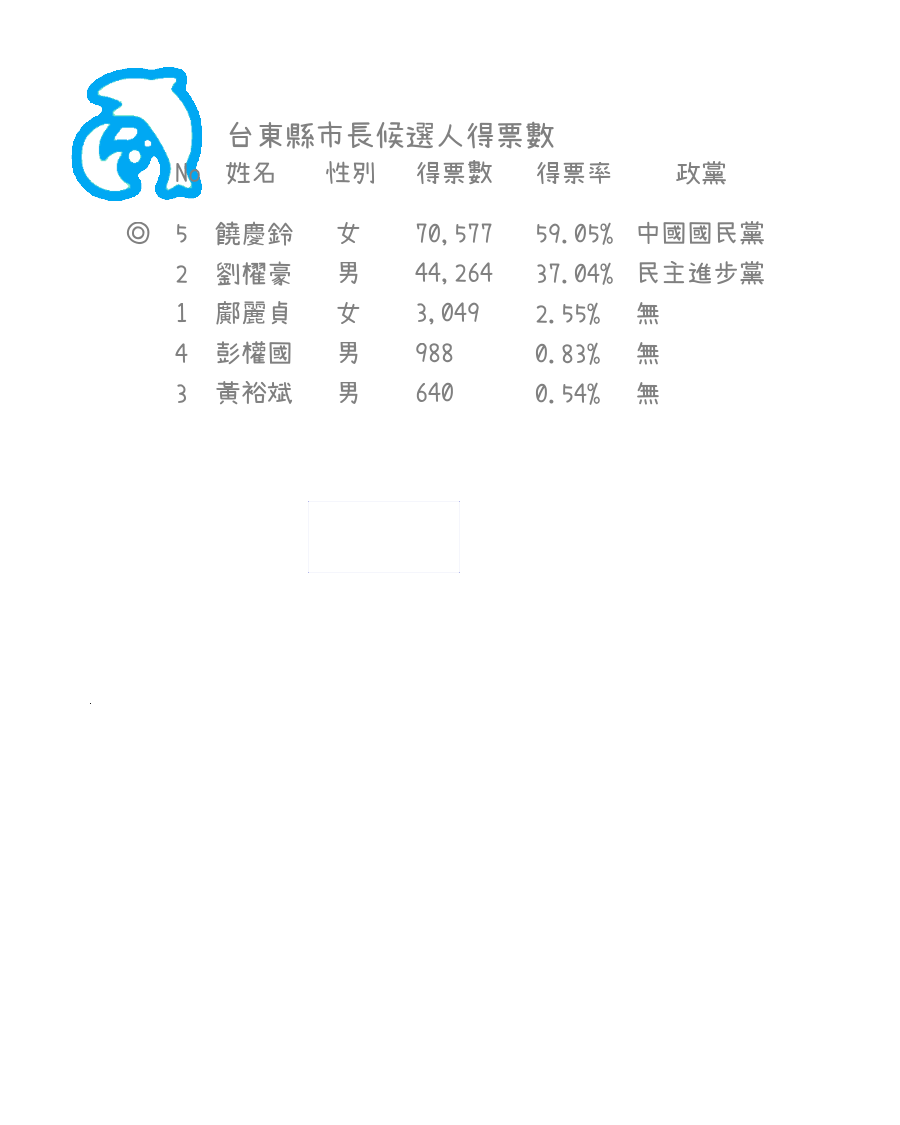 台東縣市長候選人得票數
No 姓名 性別 得票數 得票率 政黨
◎ 5 饒慶鈴 女 70,577 59.05% 中國國民黨
2 劉櫂豪 男 44,264 37.04% 民主進步黨
1 鄺麗貞 女 3,049 2.55% 無
4 彭權國 男 988 0.83% 無
3 黃裕斌 男 640 0.54% 無